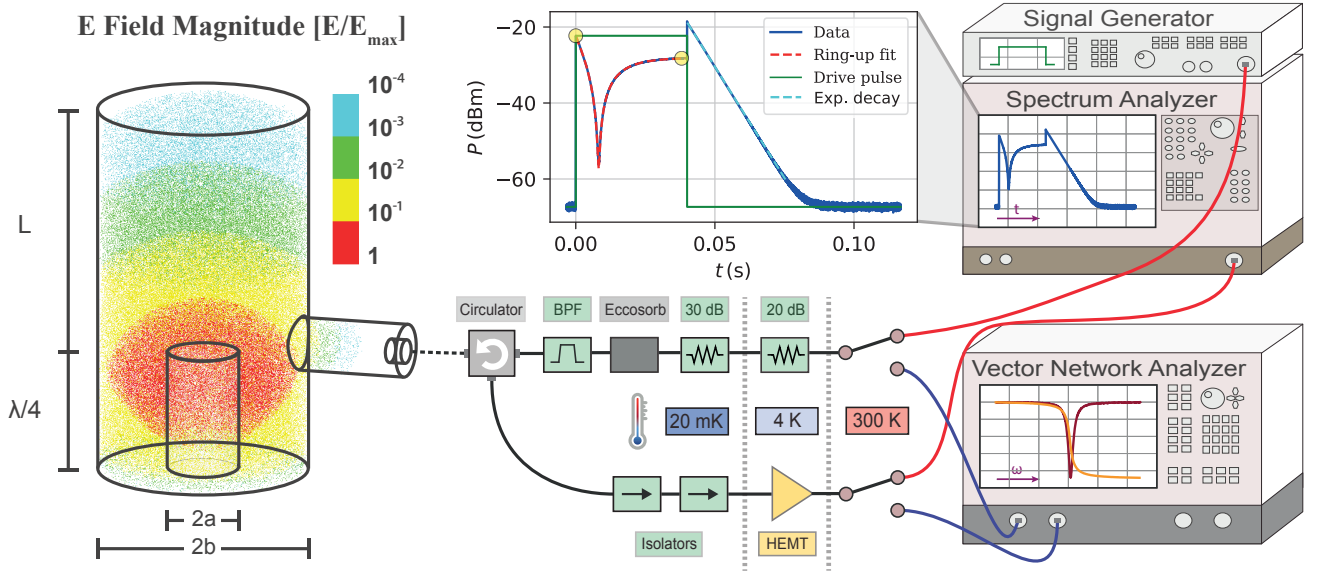 E Field Magnitude [E/E_max]
10^-4
10^-3
10^-2
10^-1
1
L
λ/4
2a
2b
P (dBm)
−20
−40
−60
0.00
0.05
0.10
t (s)
Data
Ring-up fit
Drive pulse
Exp. decay
Signal Generator
Spectrum Analyzer
t
Circulator
BPF
Eccosorb
30 dB
20 dB
20 mK
4 K
300 K
Isolators
HEMT
Vector Network Analyzer
ω